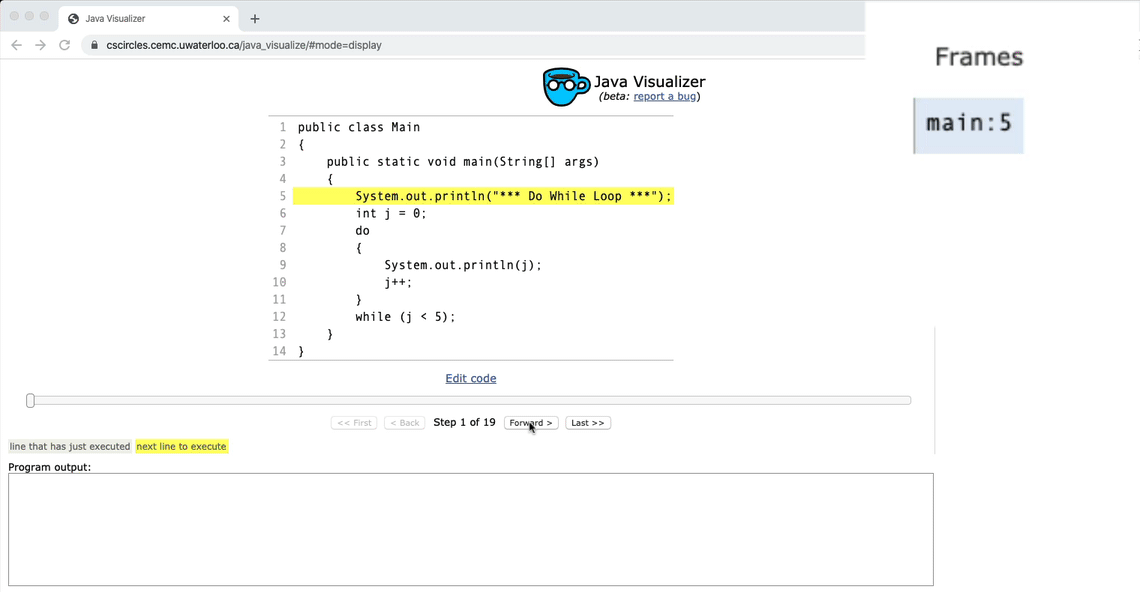 Java Visualizer
cscircles.cemc.uwaterloo.ca/java_visualize/#mode=display
Frames
main:5
Java Visualizer
(beta: report a bug)
1 public class Main
2 {
3 public static void main(String[] args)
4 {
5 System.out.println("*** Do While Loop ***");
6 int j = 0;
7 do
8 {
9 System.out.println(j);
10 j++;
11 }
12 while (j < 5);
13 }
14 }
Edit code
<< First < Back Step 1 of 19 Forward > Last >>
line that has just executed next line to execute
Program output: